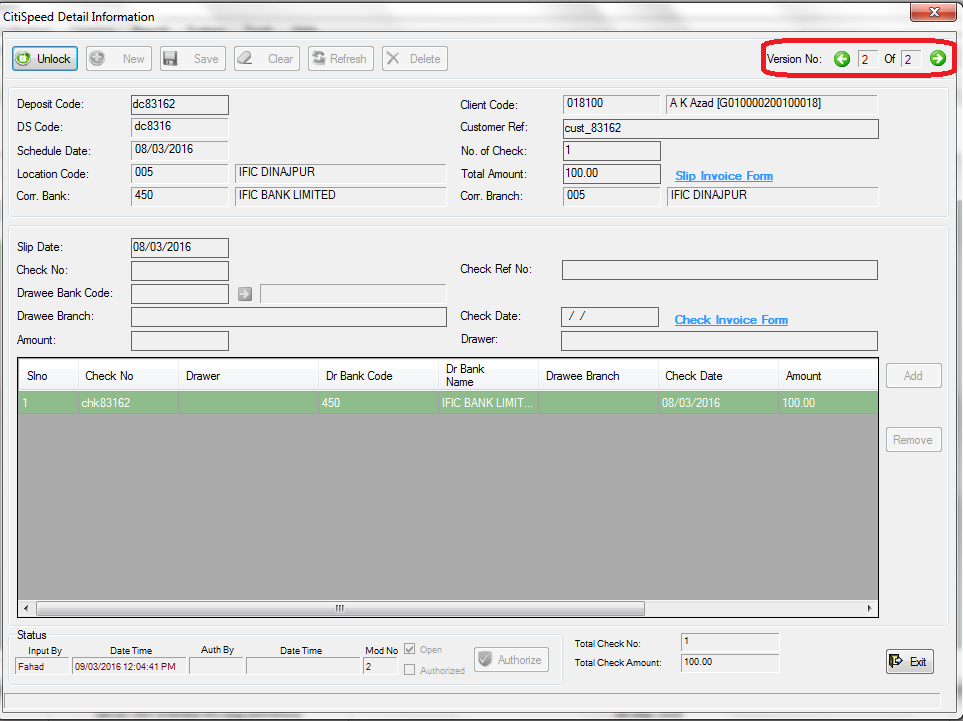 CitiSpeed Detail Information
Unlock New Save Clear Refresh Delete Version No: 2 Of 2
Deposit Code: dc83162 Client Code: 018100 A K Azad [G010000200100018]
DS Code: dc8316 Customer Ref: cust_83162
Schedule Date: 08/03/2016 No. of Check: 1
Location Code: 005 IFIC DINAJPUR Total Amount: 100.00 Slip Invoice Form
Corr. Bank: 450 IFIC BANK LIMITED Corr. Branch: 005 IFIC DINAJPUR
Slip Date: 08/03/2016
Check No: Check Ref No:
Drawee Bank Code:
Drawee Branch: Check Date: / / Check Invoice Form
Amount: Drawer:
Slno Check No Drawer Dr Bank Code Dr Bank Name Drawee Branch Check Date Amount Add
1 chk83162 450 IFIC BANK LIMIT... 08/03/2016 100.00
Remove
Status
Input By Date Time Auth By Date Time Mod No Open Total Check No: 1
Fahad 09/03/2016 12:04:41 PM 2 Authorized Authorize Total Check Amount: 100.00 Exit